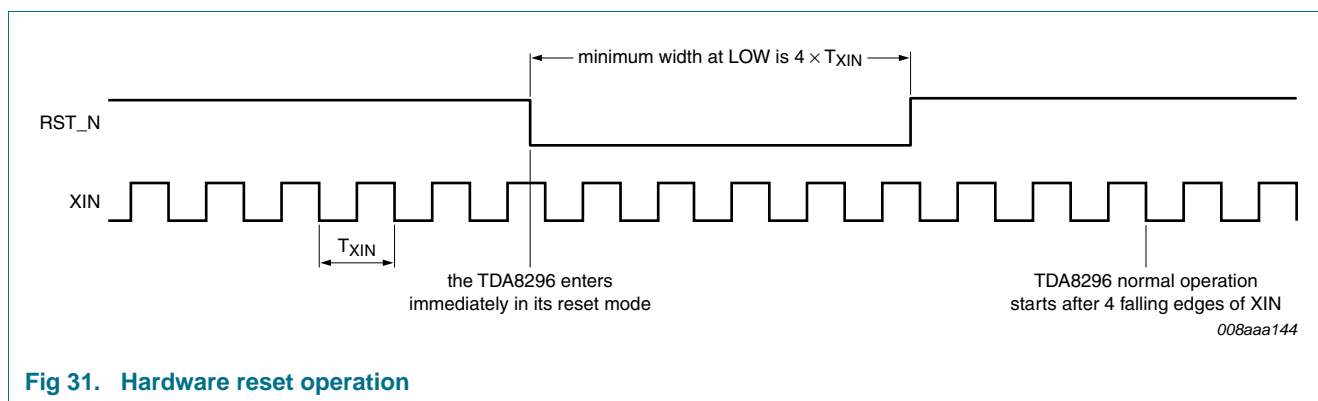 minimum width at LOW is 4 × TXIN
RST_N
XIN
TXIN
the TDA8296 enters
immediately in its reset mode
TDA8296 normal operation
starts after 4 falling edges of XIN
008aaa144
Fig 31. Hardware reset operation